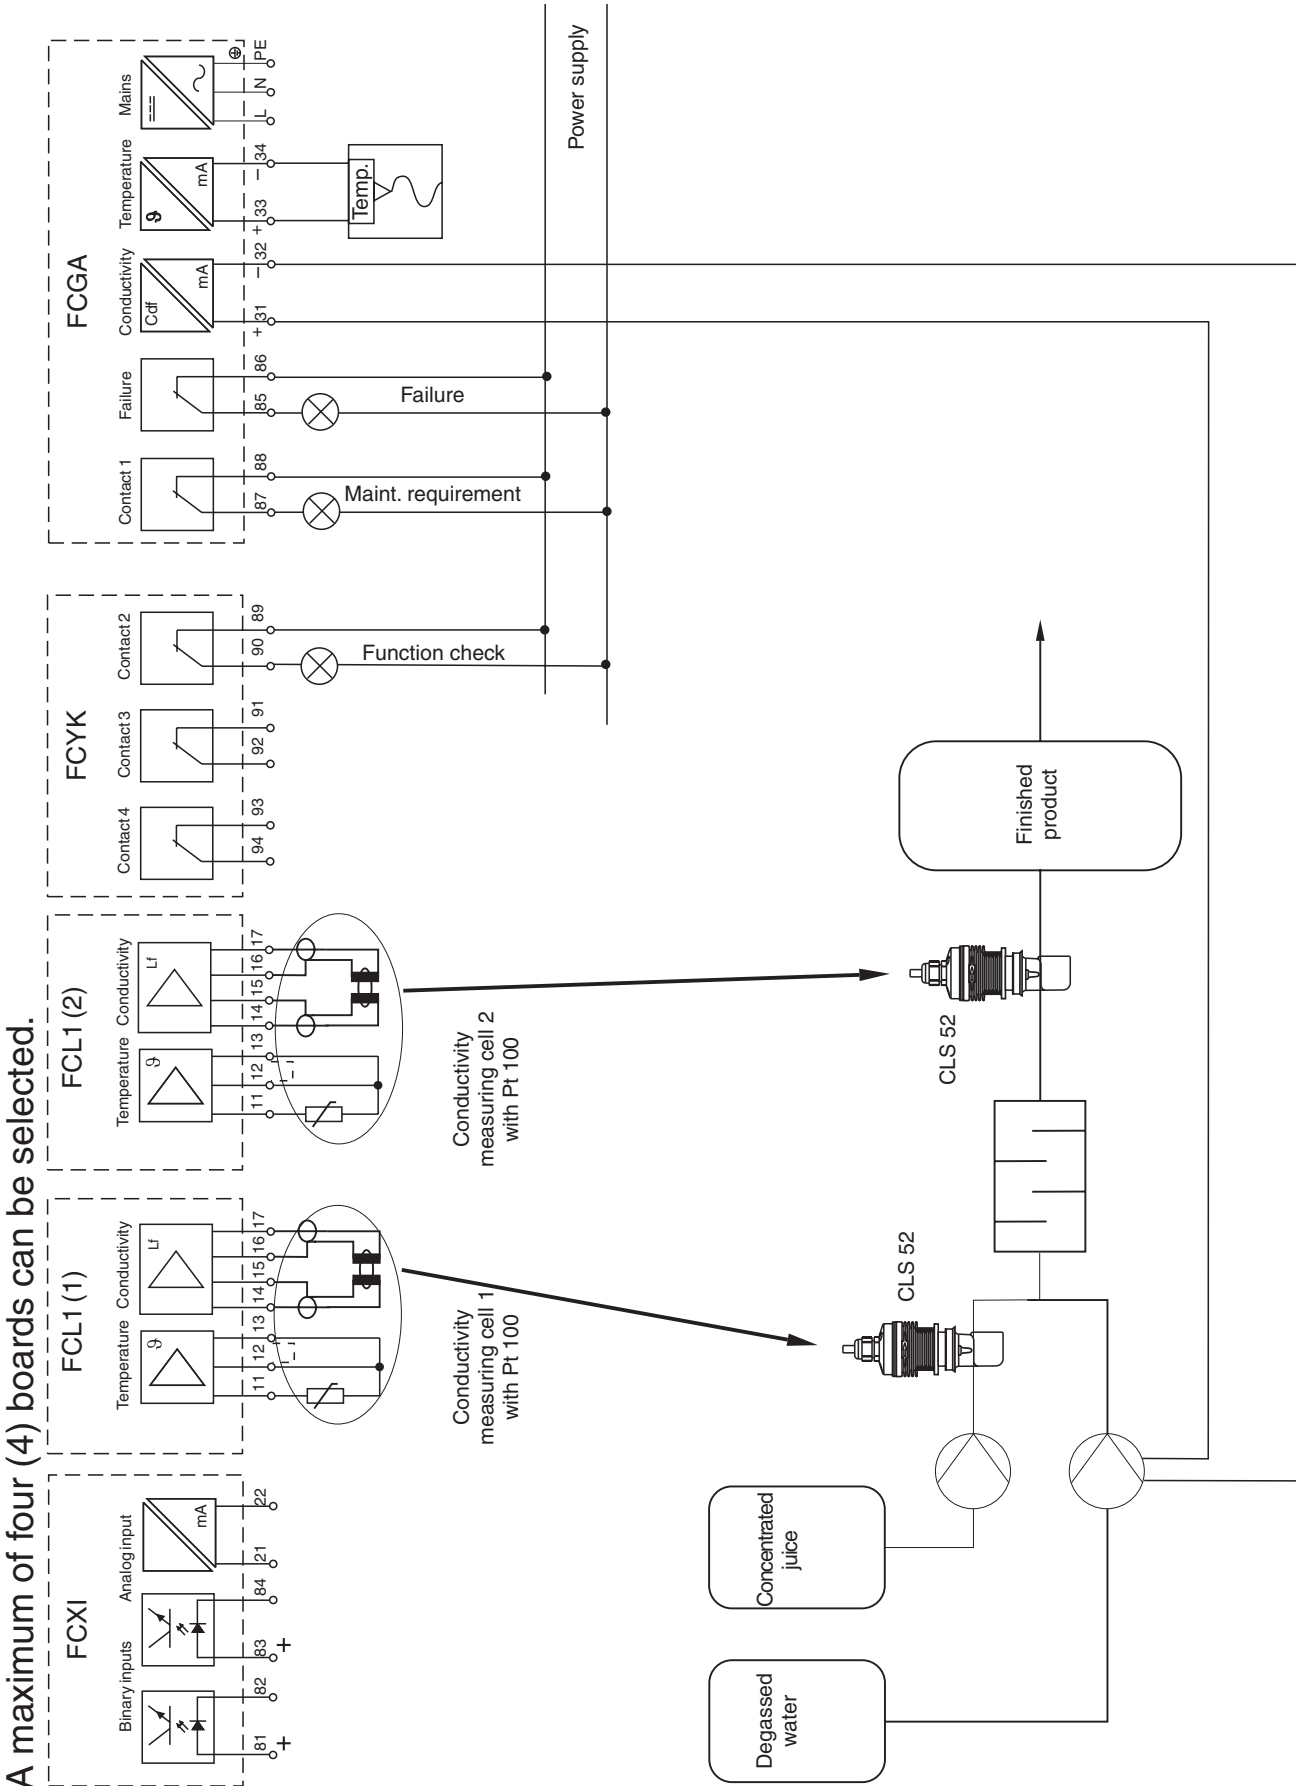 A maximum of four (4) boards can be selected.
FCXI
Binary inputs
Analog input
mA
81
82
83
84
21
22
+
+
FCL1 (1)
Temperature
Conductivity
ϑ
Lf
11
12
13
14
15
16
17
Conductivity
measuring cell 1
with Pt 100
FCL1 (2)
Temperature
Conductivity
ϑ
Lf
11
12
13
14
15
16
17
Conductivity
measuring cell 2
with Pt 100
FCYK
Contact 4
Contact 3
Contact 2
94
93
92
91
90
89
Function check
FCGA
Contact 1
Failure
Conductivity
Temperature
Mains
Cdf
mA
ϑ
mA
87
88
85
86
+ 31
– 32
+ 33
– 34
L
N
PE
Maint. requirement
Failure
Temp.
Power supply
Degassed
water
Concentrated
juice
CLS 52
CLS 52
Finished
product